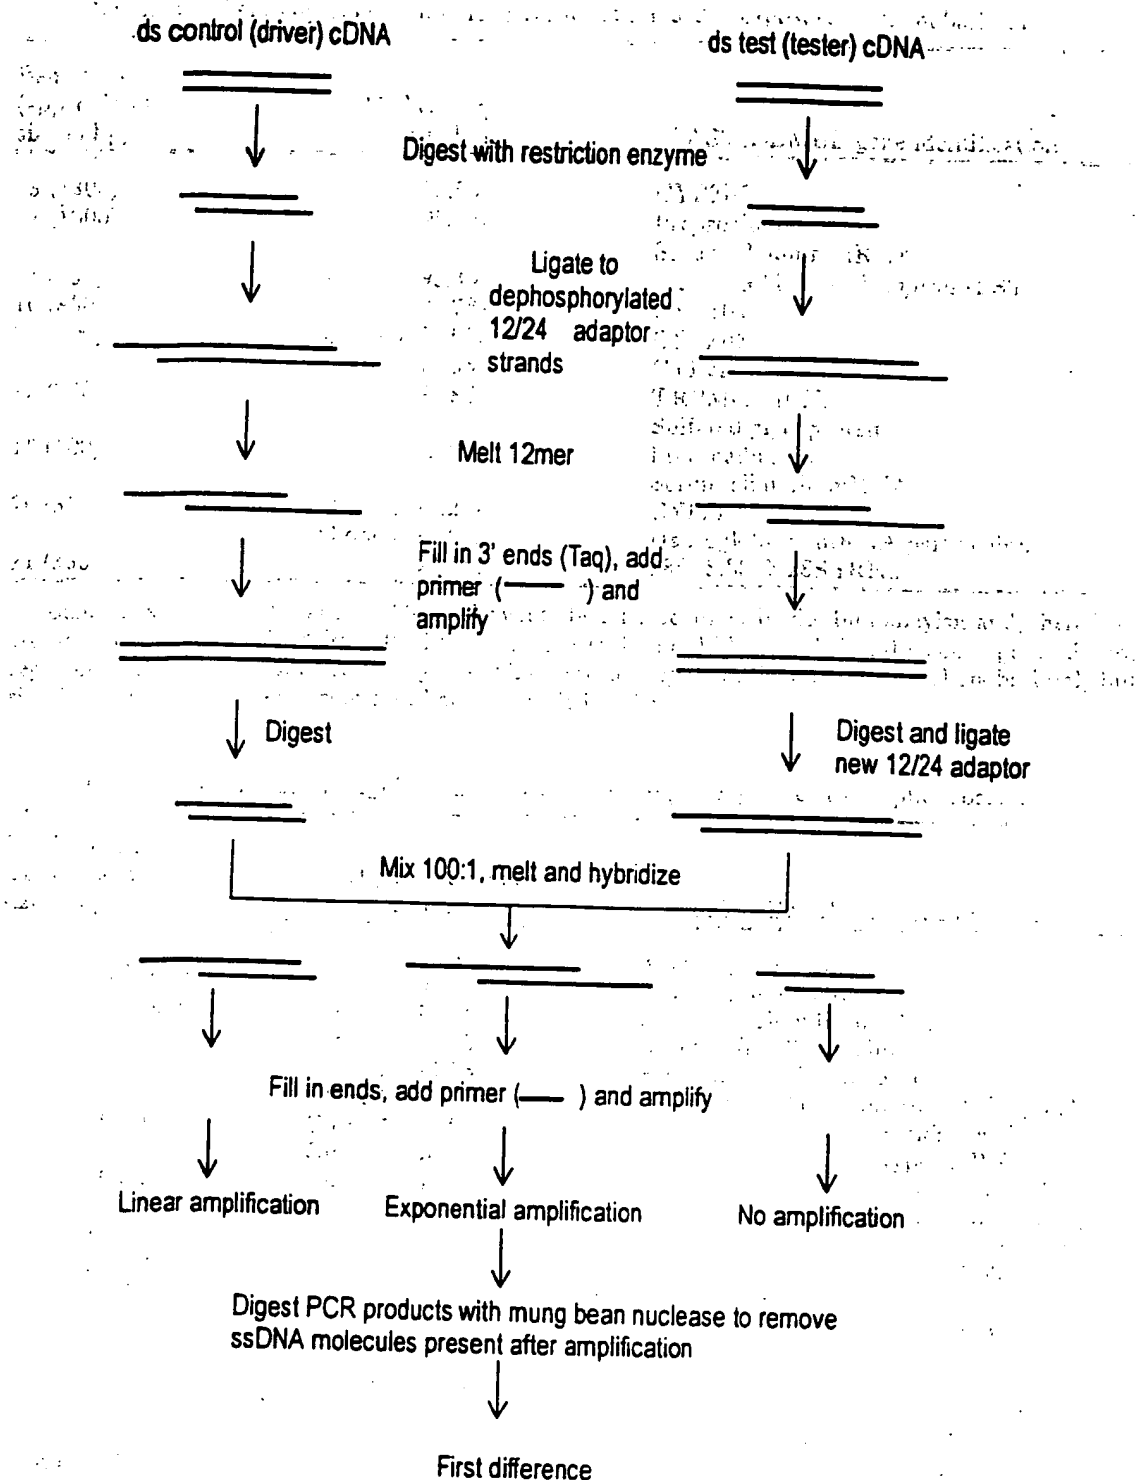 ds control (driver) cDNA
ds test (tester) cDNA
Digest with restriction enzyme
Ligate to
dephosphorylated
12/24 adaptor
strands
Melt 12mer
Fill in 3' ends (Taq), add
primer ( ) and
amplify
Digest
Digest and ligate
new 12/24 adaptor
Mix 100:1, melt and hybridize
Fill in ends, add primer ( ) and amplify
Linear amplification
Exponential amplification
No amplification
Digest PCR products with mung bean nuclease to remove
ssDNA molecules present after amplification
First difference